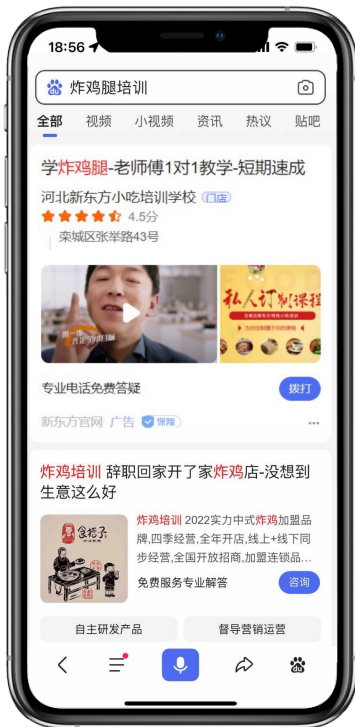 18:56
炸鸡腿培训
全部 视频 小视频 资讯 热议 贴吧
学炸鸡腿-老师傅1对1教学-短期速成
河北新东方小吃培训学校 门店
4.5分
栾城区张举路43号
第一步
先定个小目标
私人订制课程
专业电话免费答疑
拨打
新东方官网 广告 保障
炸鸡培训 辞职回家开了家炸鸡店-没想到
生意这么好
炸鸡培训 2022实力中式炸鸡加盟品
牌,四季经营,全年开店,线上+线下同
步经营,全国开放招商,加盟连锁品...
免费服务专业解答
咨询
自主研发产品 督导营销运营